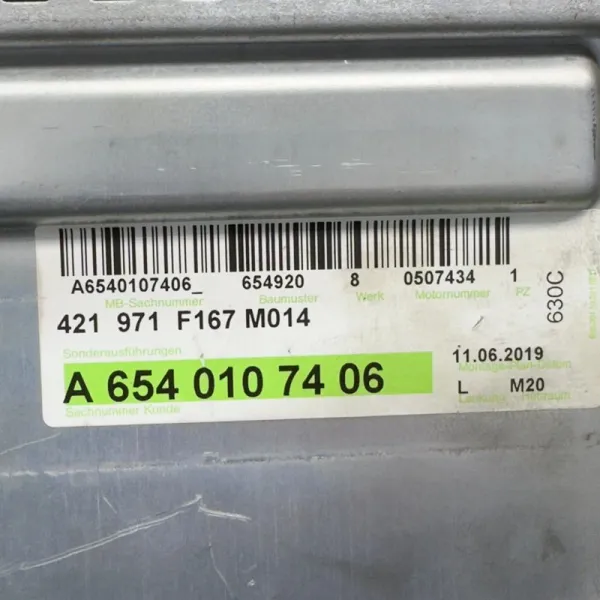 A6540107406_ 654920 8 0507434 1
MB-Sachnummer Baumuster Werk Motornummer PZ
630C
421 971 F167 M014
Sonderausführungen
11.06.2019
A 654 010 74 06
L M20
Sachnummer Kunde